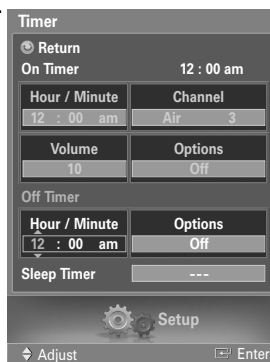 Timer
Return
On Timer 12 : 00 am
Hour / Minute Channel
12 : 00 am Air 3
Volume Options
10 Off
Off Timer
Hour / Minute Options
12 : 00 am Off
Sleep Timer ---
Setup
Adjust Enter